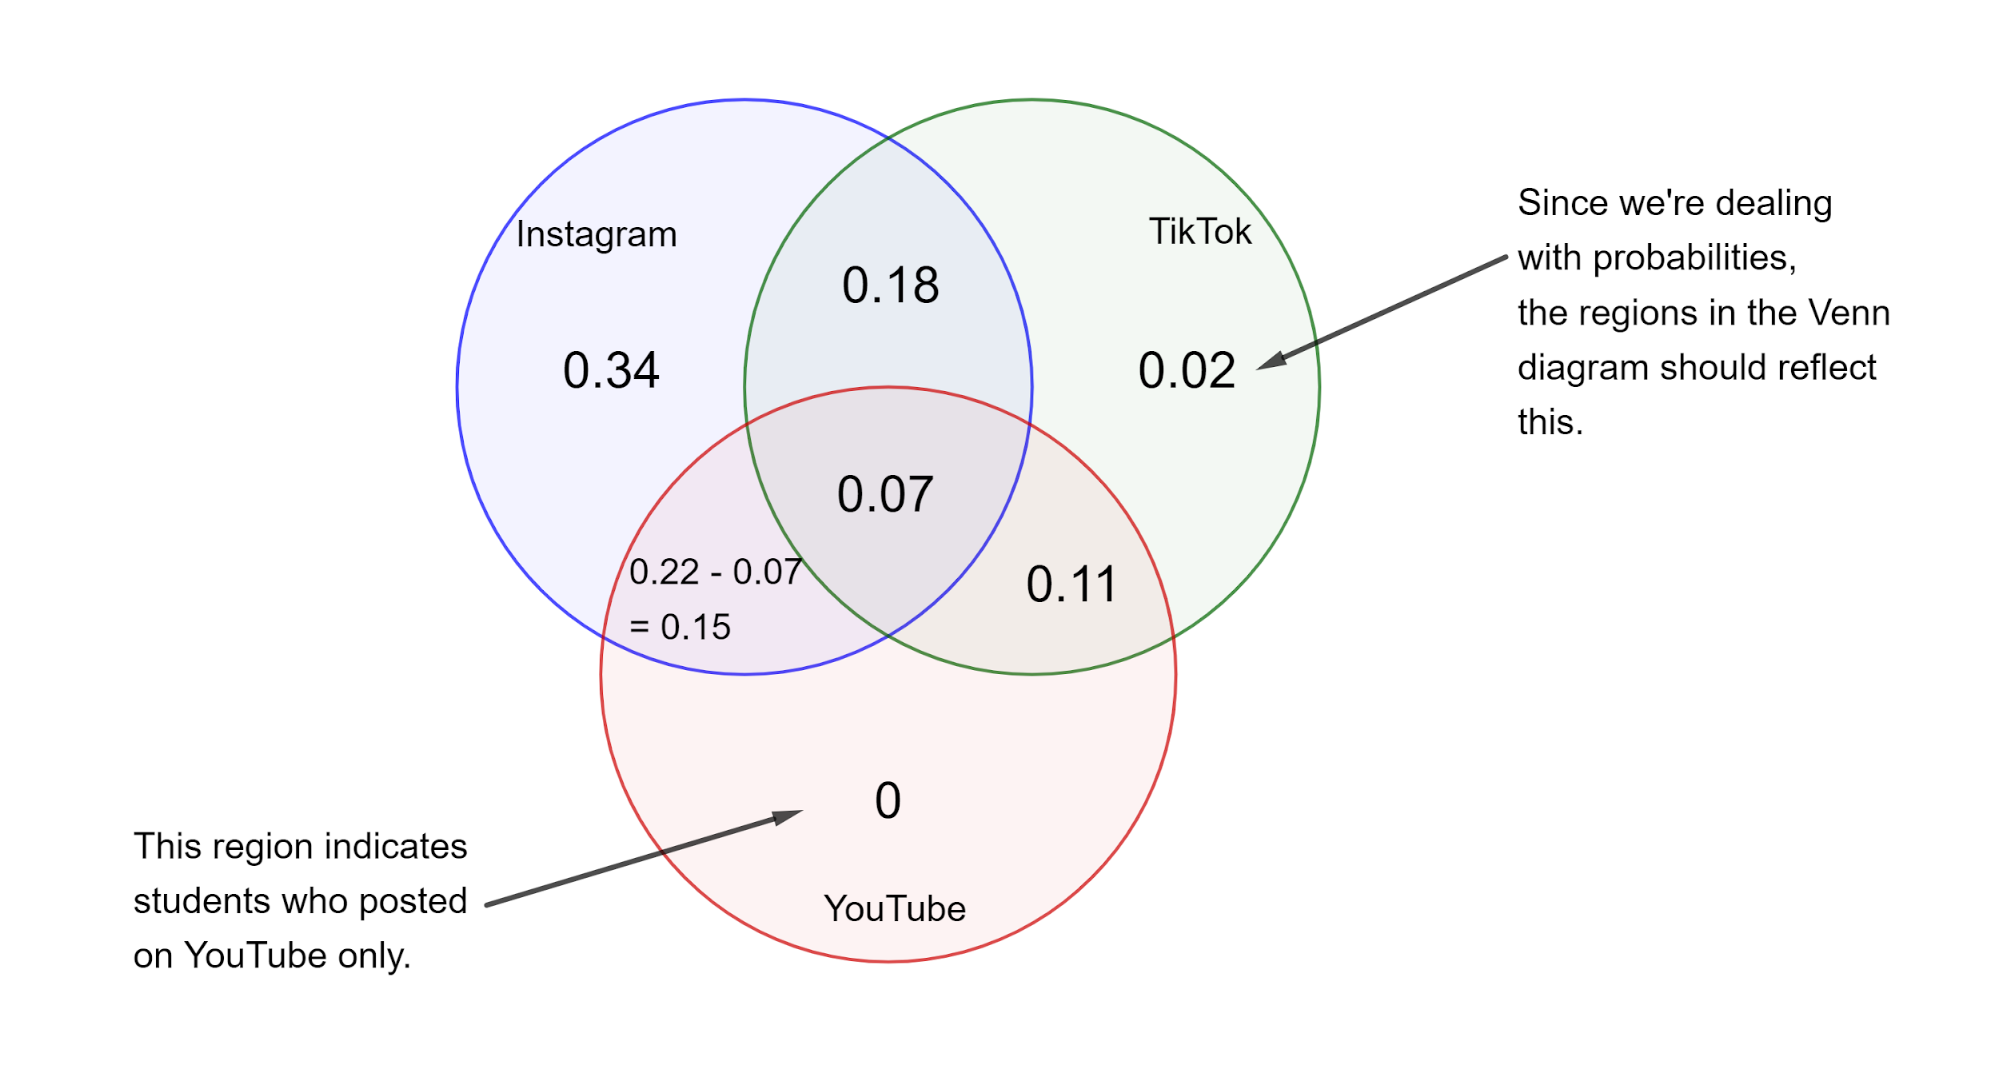 Instagram
TikTok
0.18
0.34
0.02
Since we're dealing
with probabilities,
the regions in the Venn
diagram should reflect
this.
0.07
0.22 - 0.07
= 0.15
0.11
0
YouTube
This region indicates
students who posted
on YouTube only.